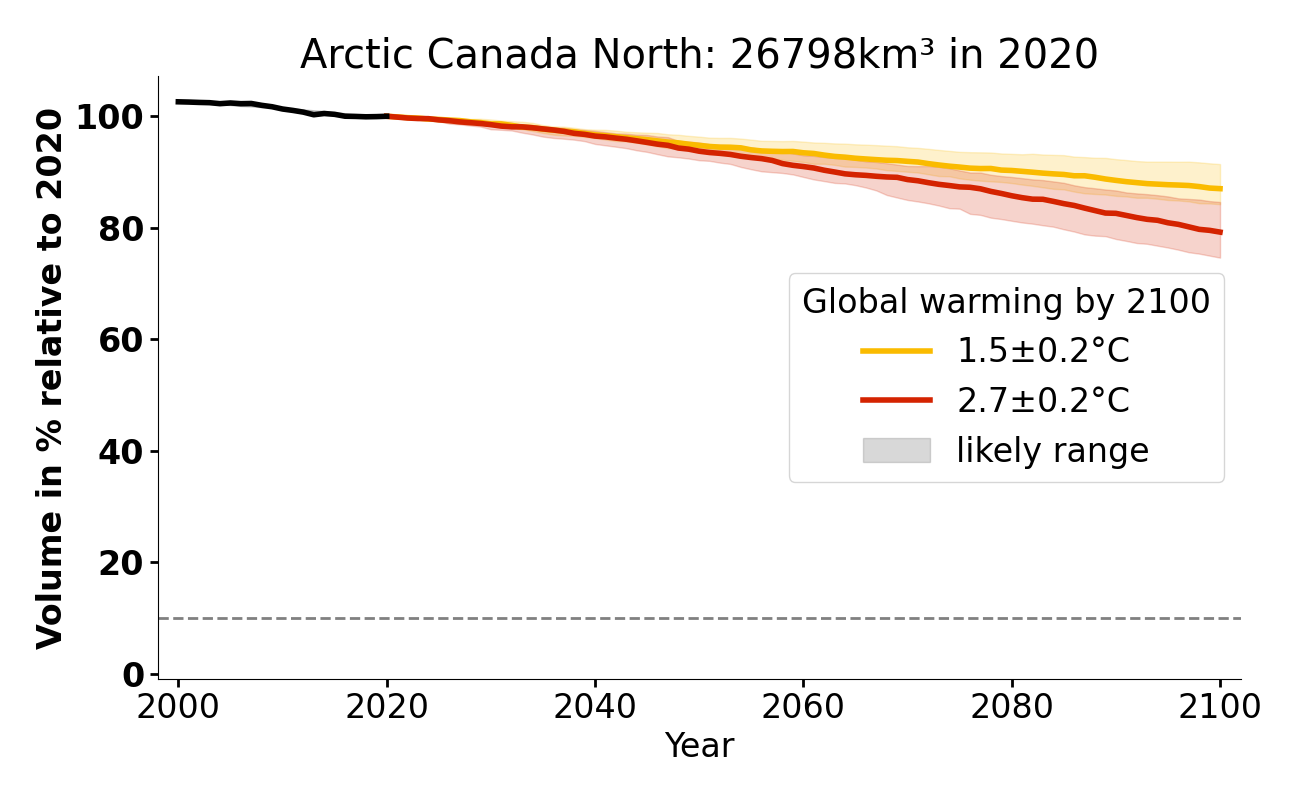 Arctic Canada North: 26798km³ in 2020
Volume in % relative to 2020
100
80
60
40
20
0
Global warming by 2100
1.5±0.2°C
2.7±0.2°C
likely range
2000 2020 2040 2060 2080 2100
Year